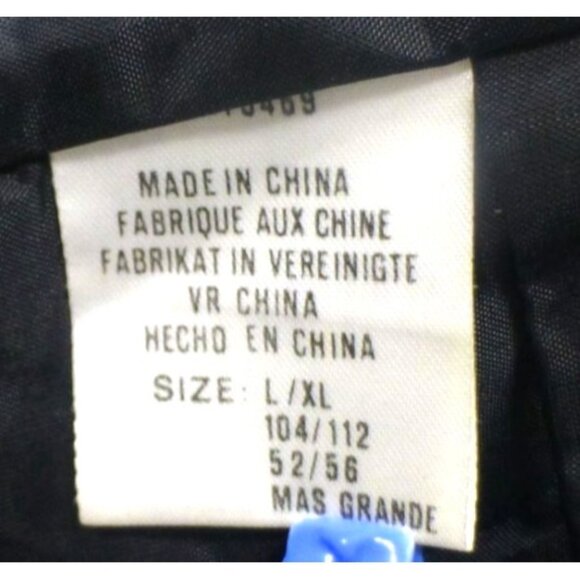 MADE IN CHINA
FABRIQUE AUX CHINE
FABRIKAT IN VEREINIGTE
VR CHINA
HECHO EN CHINA
SIZE: L/XL
104/112
52/56
MAS GRANDE